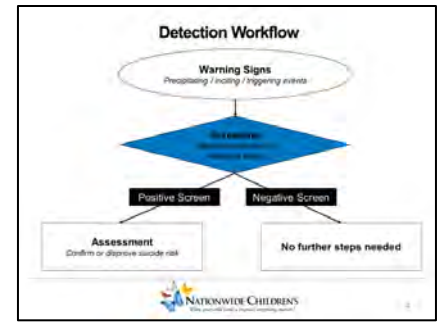 Detection Workflow
Warning Signs
Precipitating / inciting / triggering events
Positive Screen
Negative Screen
Assessment
Confirm or disprove suicide risk
No further steps needed
NATIONWIDE CHILDREN'S